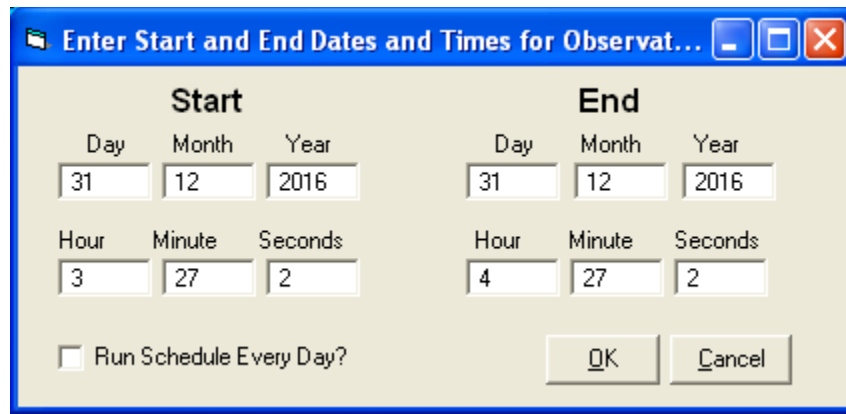 Enter Start and End Dates and Times for Observat...
Start End
Day Month Year Day Month Year
31 12 2016 31 12 2016
Hour Minute Seconds Hour Minute Seconds
3 27 2 4 27 2
Run Schedule Every Day? OK Cancel